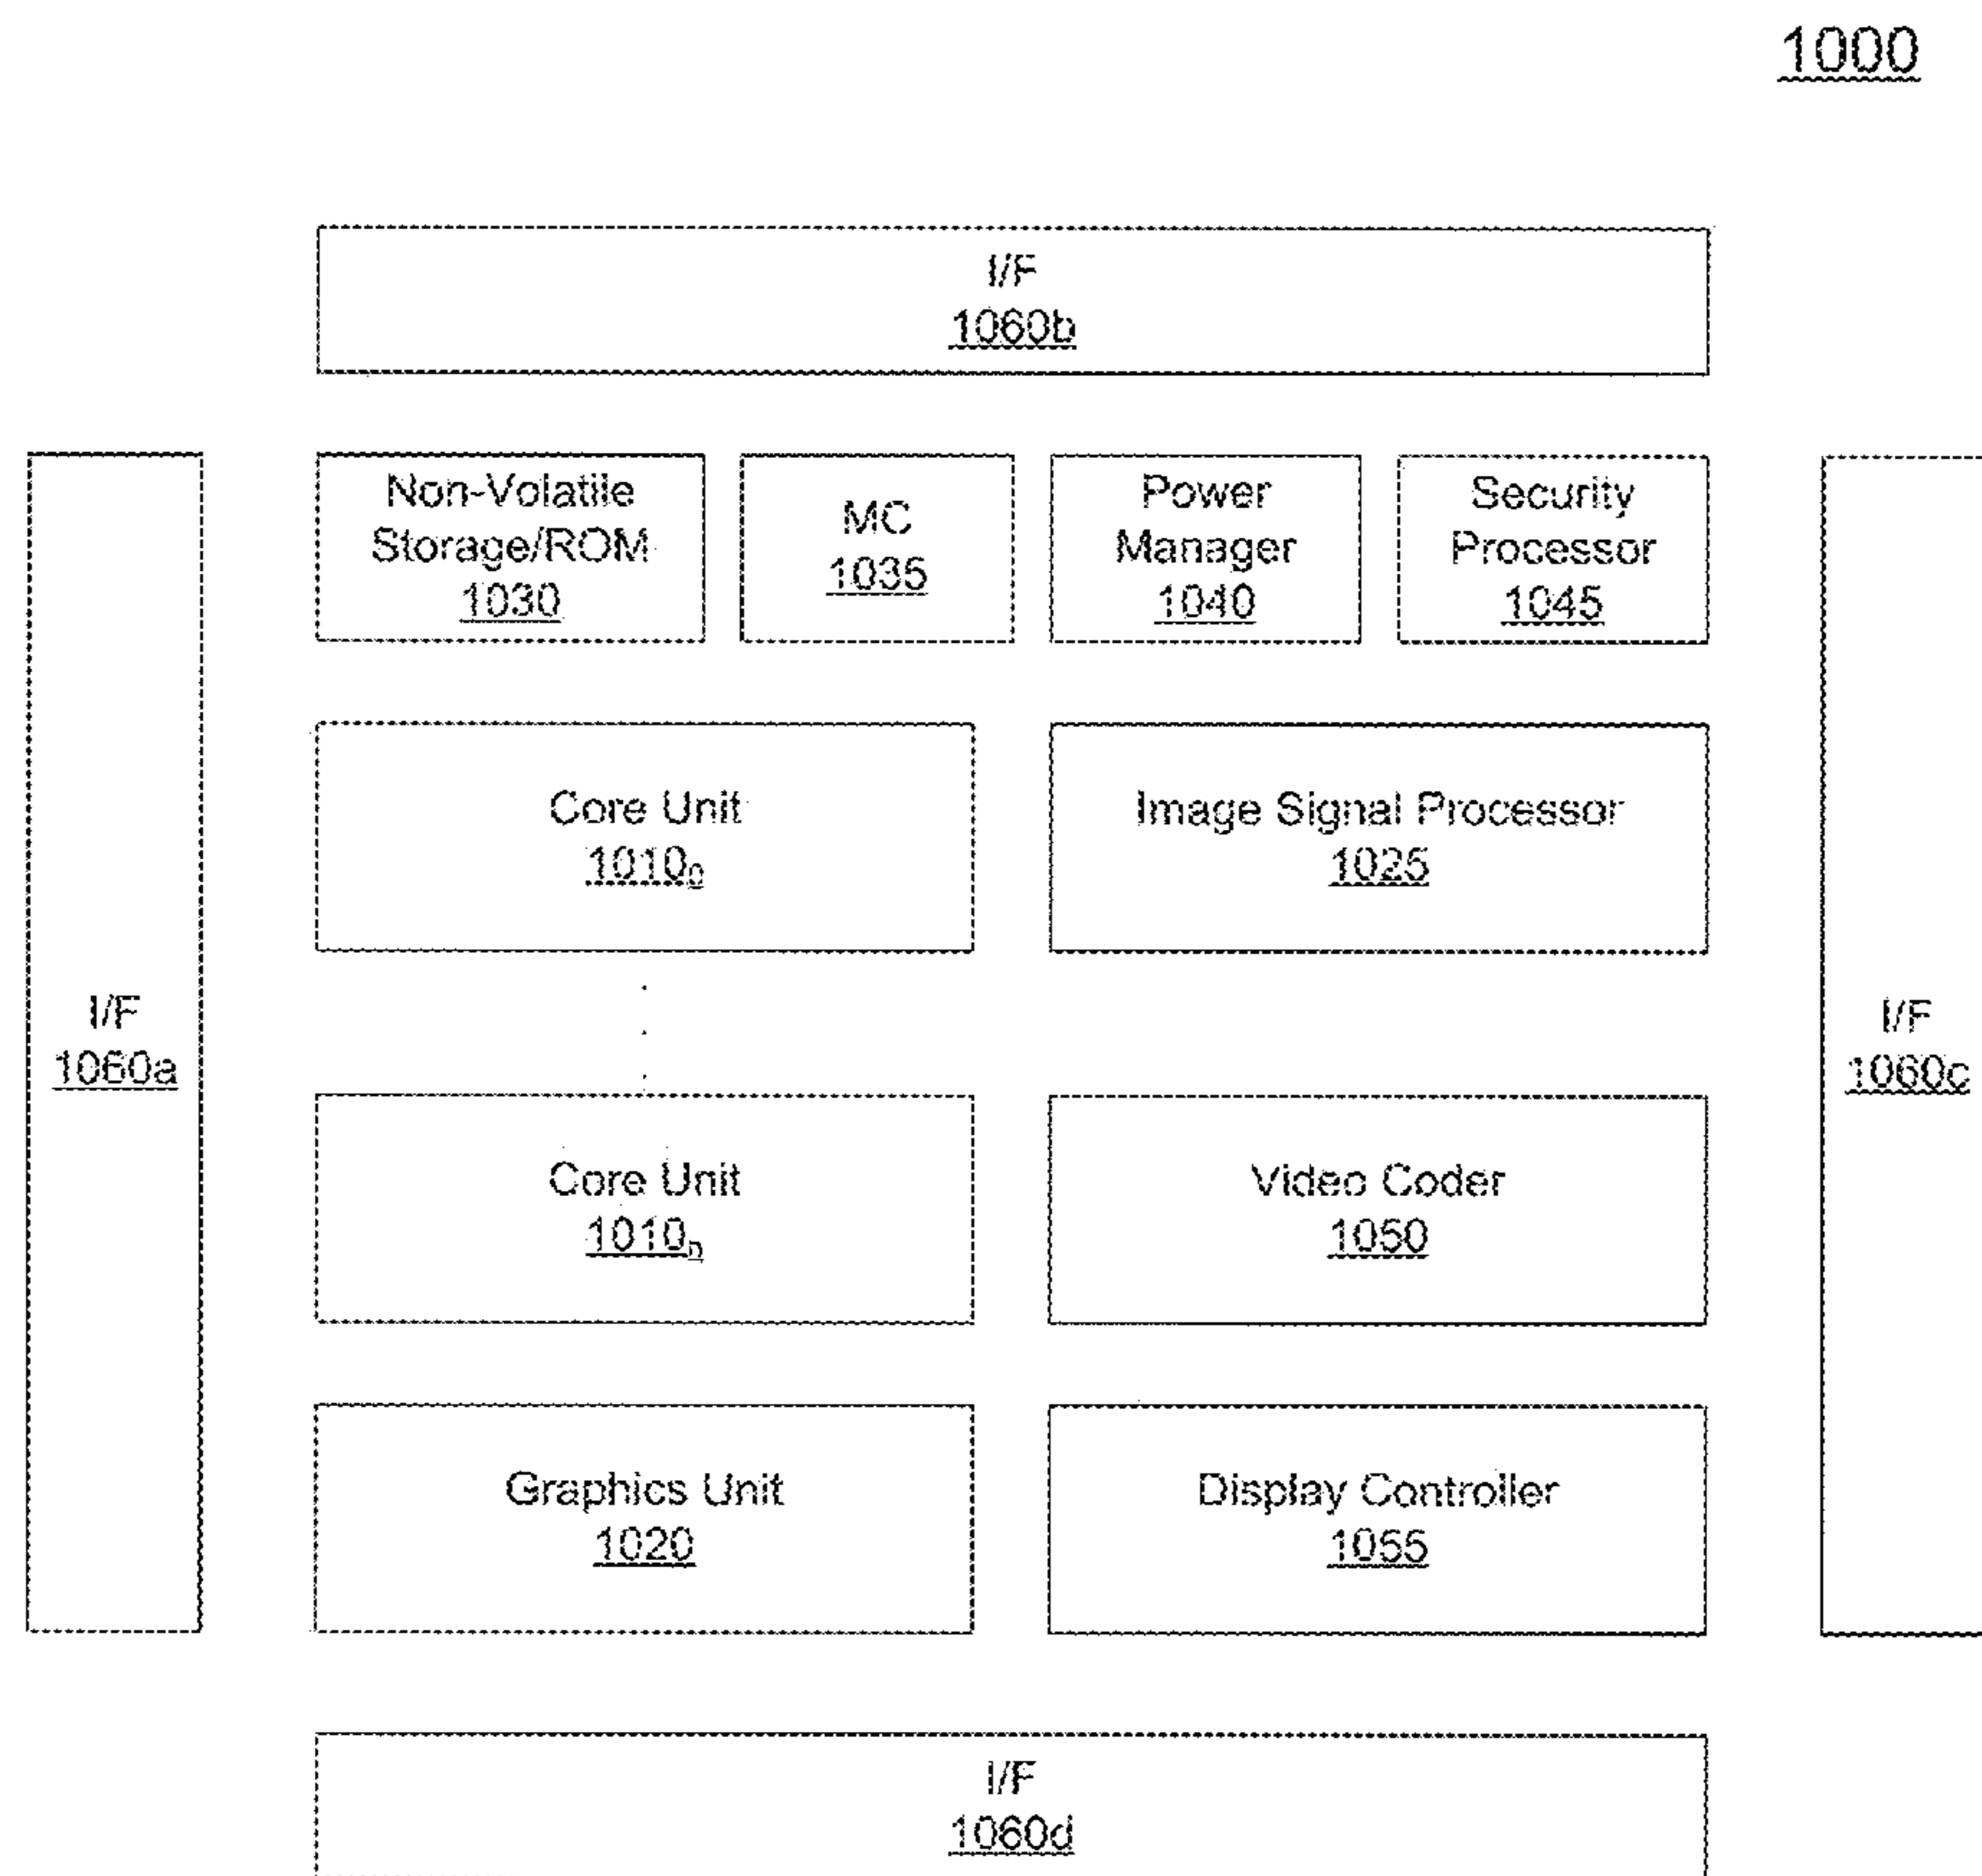 1000
I/F
1060b
Non-Volatile
Storage/ROM
1030
MC
1035
Power
Manager
1040
Security
Processor
1045
Core Unit
1010₀
Image Signal Processor
1025
I/F
1060a
I/F
1060c
Core Unit
1010ₙ
Video Coder
1050
Graphics Unit
1020
Display Controller
1055
I/F
1060d